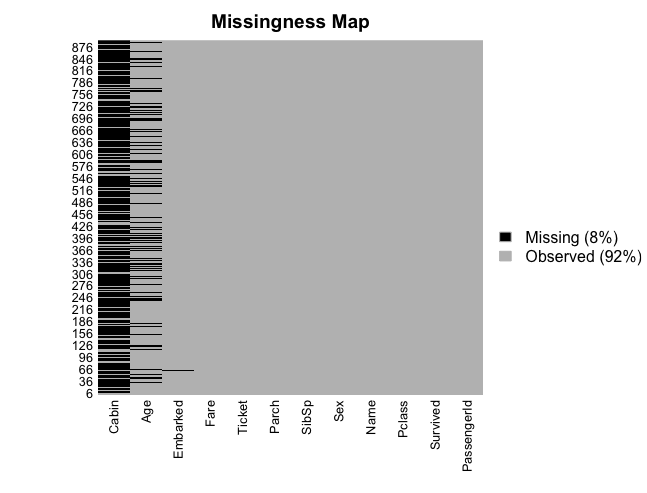 Missingness Map
876
846
816
786
756
726
696
666
636
606
576
546
516
486
456
426
396
366
336
306
276
246
216
186
156
126
96
66
36
6
Missing (8%)
Observed (92%)
Cabin
Age
Embarked
Fare
Ticket
Parch
SibSp
Sex
Name
Pclass
Survived
PassengerId